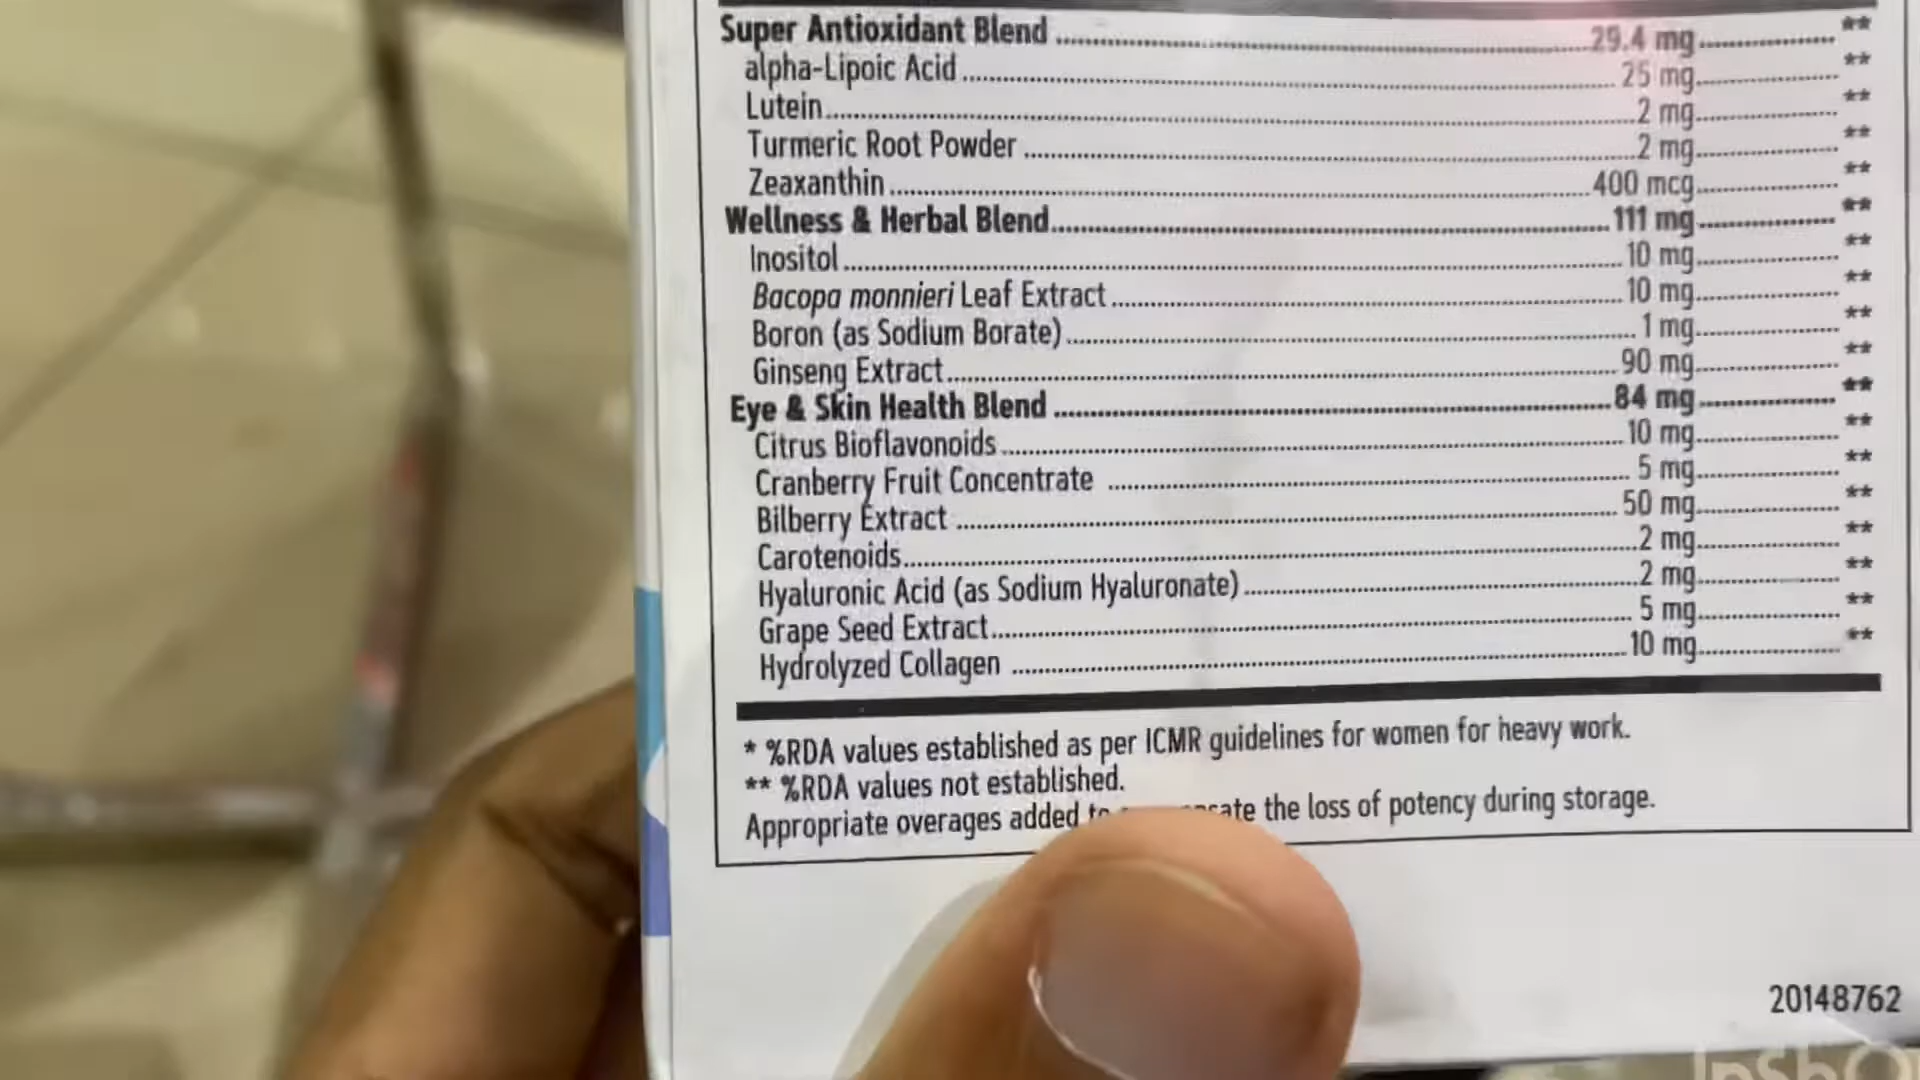 Super Antioxidant Blend 29.4 mg **
alpha-Lipoic Acid 25 mg **
Lutein 2 mg **
Turmeric Root Powder 2 mg **
Zeaxanthin 400 mcg **
Wellness & Herbal Blend 111 mg **
Inositol 10 mg **
Bacopa monnieri Leaf Extract 10 mg **
Boron (as Sodium Borate) 1 mg **
Ginseng Extract 90 mg **
Eye & Skin Health Blend 84 mg **
Citrus Bioflavonoids 10 mg **
Cranberry Fruit Concentrate 5 mg **
Bilberry Extract 50 mg **
Carotenoids 2 mg **
Hyaluronic Acid (as Sodium Hyaluronate) 2 mg **
Grape Seed Extract 5 mg **
Hydrolyzed Collagen 10 mg **
* %RDA values established as per ICMR guidelines for women for heavy work.
** %RDA values not established.
Appropriate overages added the loss of potency during storage.
20148762